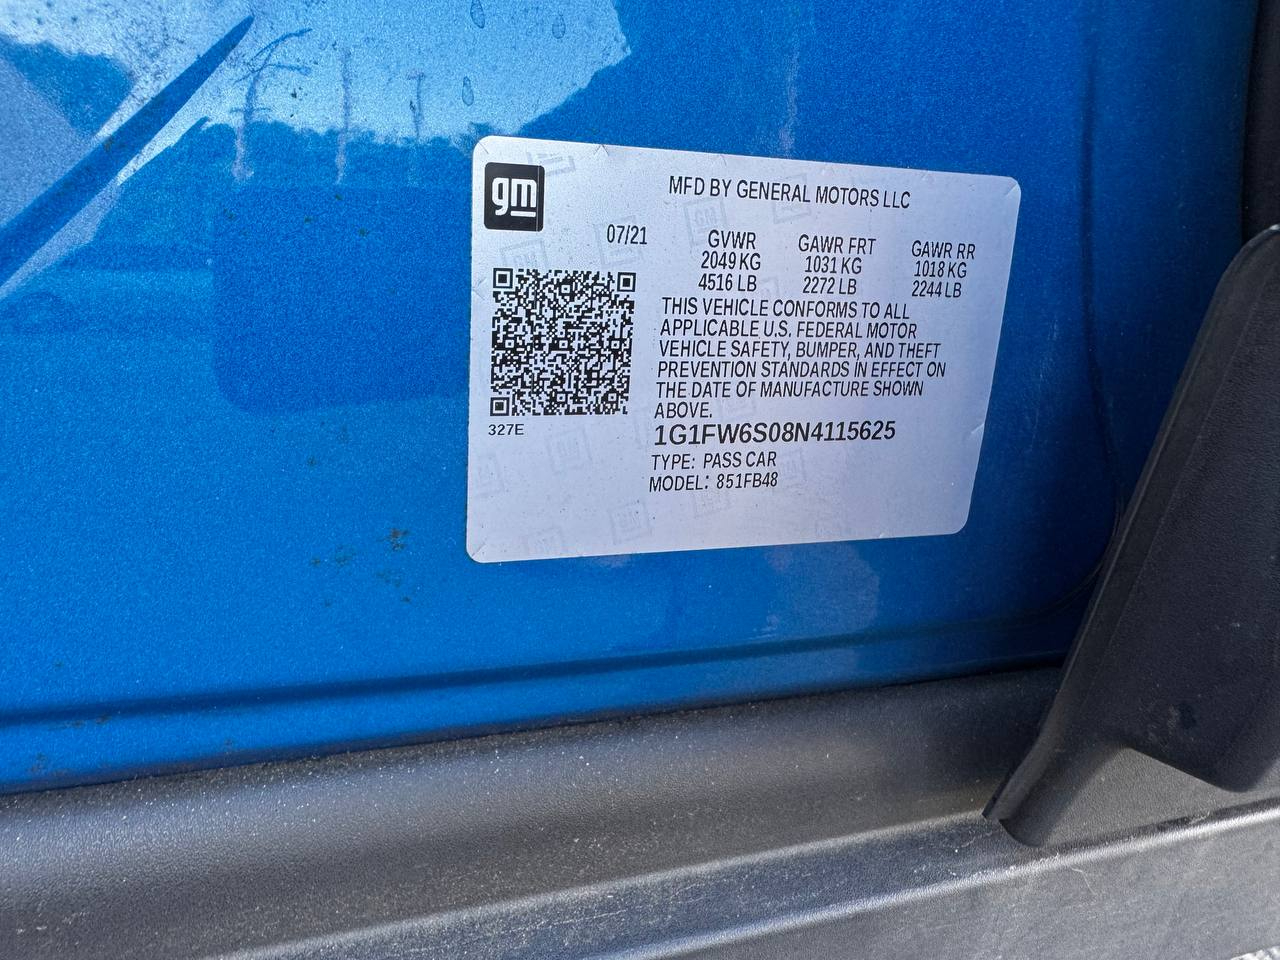 gm
MFD BY GENERAL MOTORS LLC
07/21
GVWR GAWR FRT GAWR RR
2049 KG 1031 KG 1018 KG
4516 LB 2272 LB 2244 LB
THIS VEHICLE CONFORMS TO ALL
APPLICABLE U.S. FEDERAL MOTOR
VEHICLE SAFETY, BUMPER, AND THEFT
PREVENTION STANDARDS IN EFFECT ON
THE DATE OF MANUFACTURE SHOWN
ABOVE.
327E
1G1FW6S08N4115625
TYPE: PASS CAR
MODEL: 851FB48